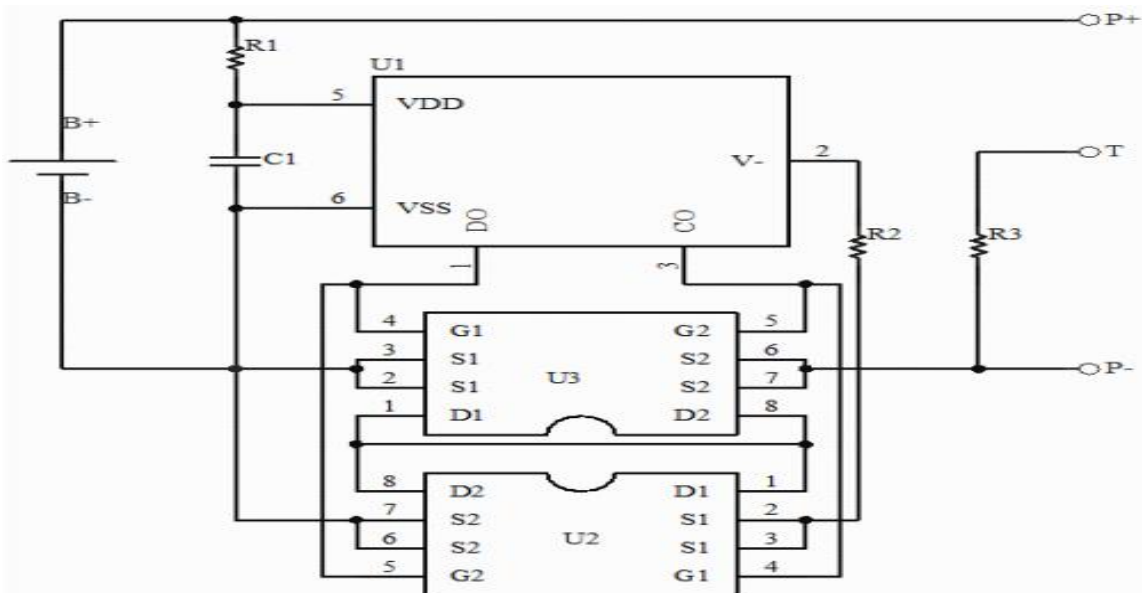 P+
R1
U1
5 VDD
B+
C1
V- 2
T
B-
6 VSS
DO
CO
R2
R3
1
3
4 G1 G2 5
3 S1 S2 6
P-
U3
2 S1 S2 7
1 D1 D2 8
8 D2 D1 1
7 S2 S1 2
U2
6 S2 S1 3
5 G2 G1 4